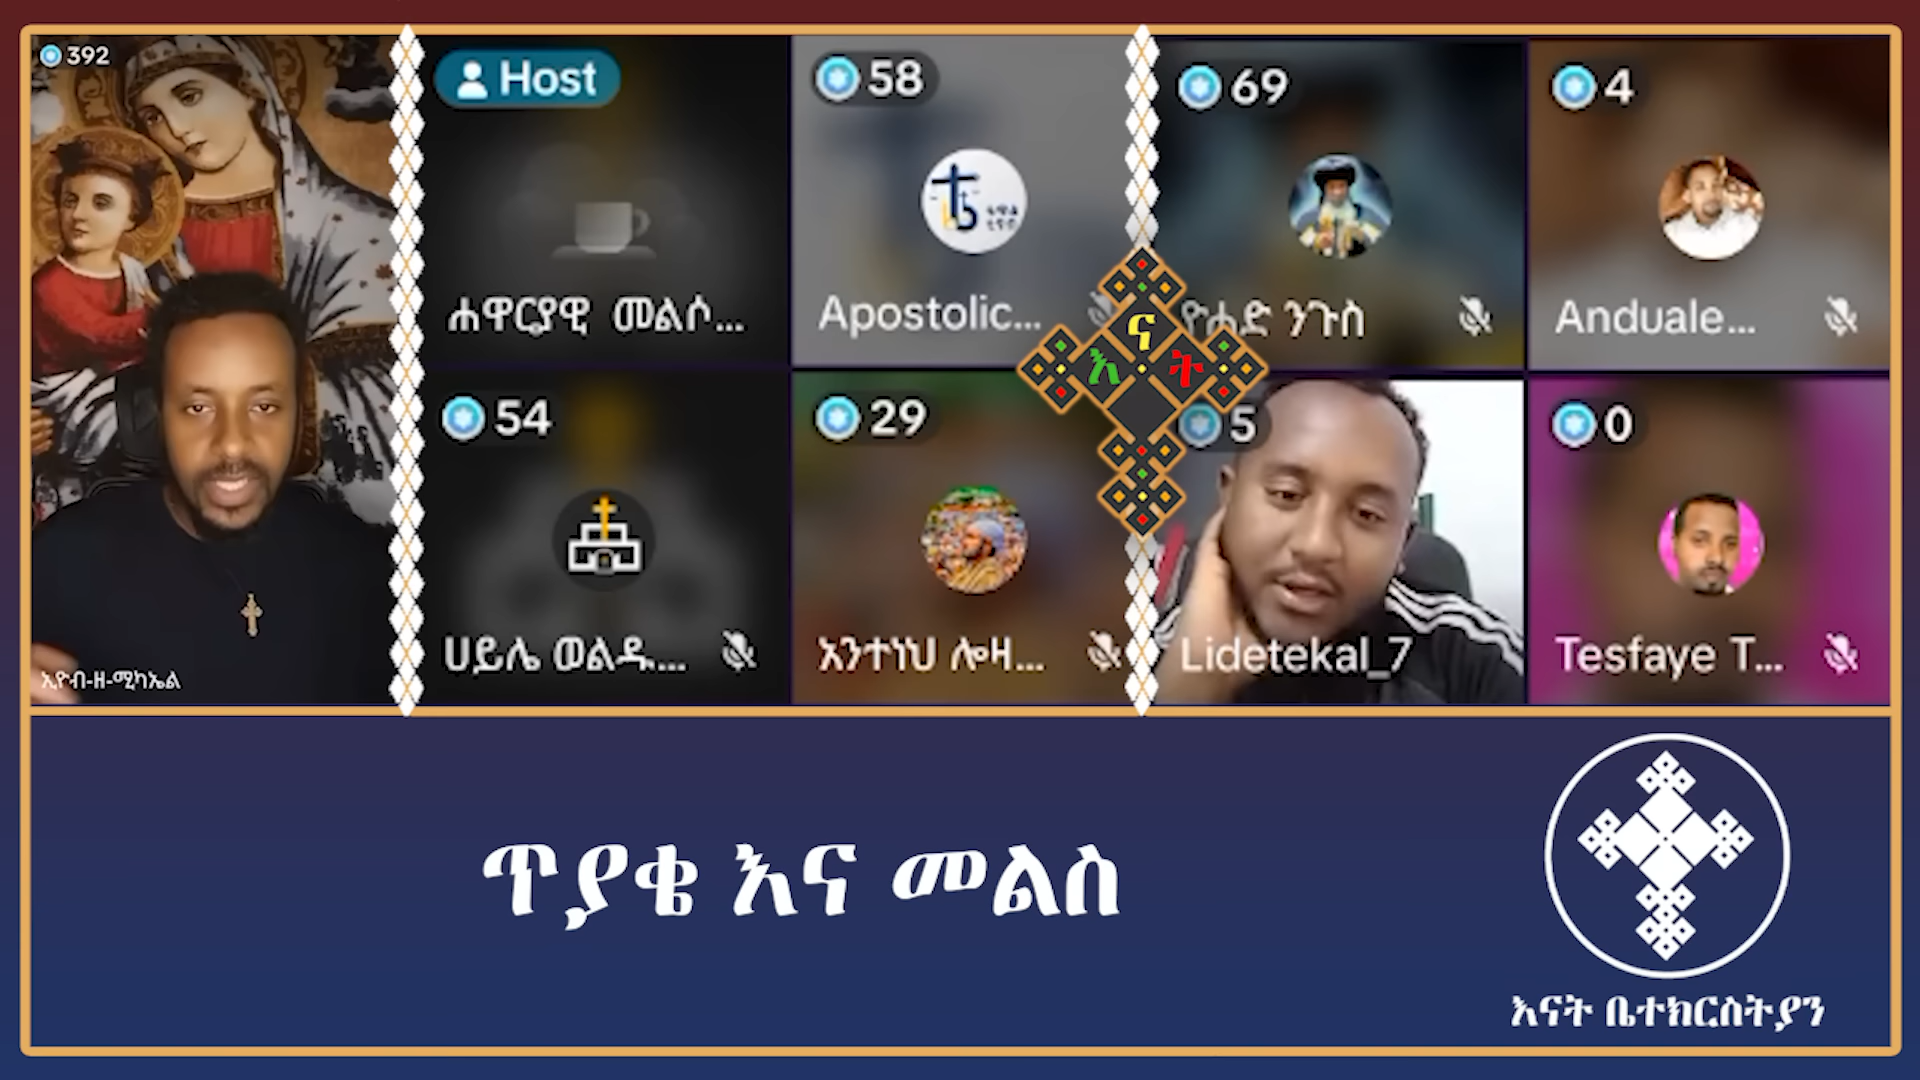 392
Host
58
69
4
ሐዋርያዊ መልሶ...
Apostolic...
ንጉስ
Anduale...
እ ና ት
54
29
5
0
ሀይሌ ወልዱ...
አንተነህ ሎዛ...
Lidetekal_7
Tesfaye T...
ኢዮብ-ዘ-ሚካኤል
ጥያቄ እና መልስ
እናት ቤተክርስትያን